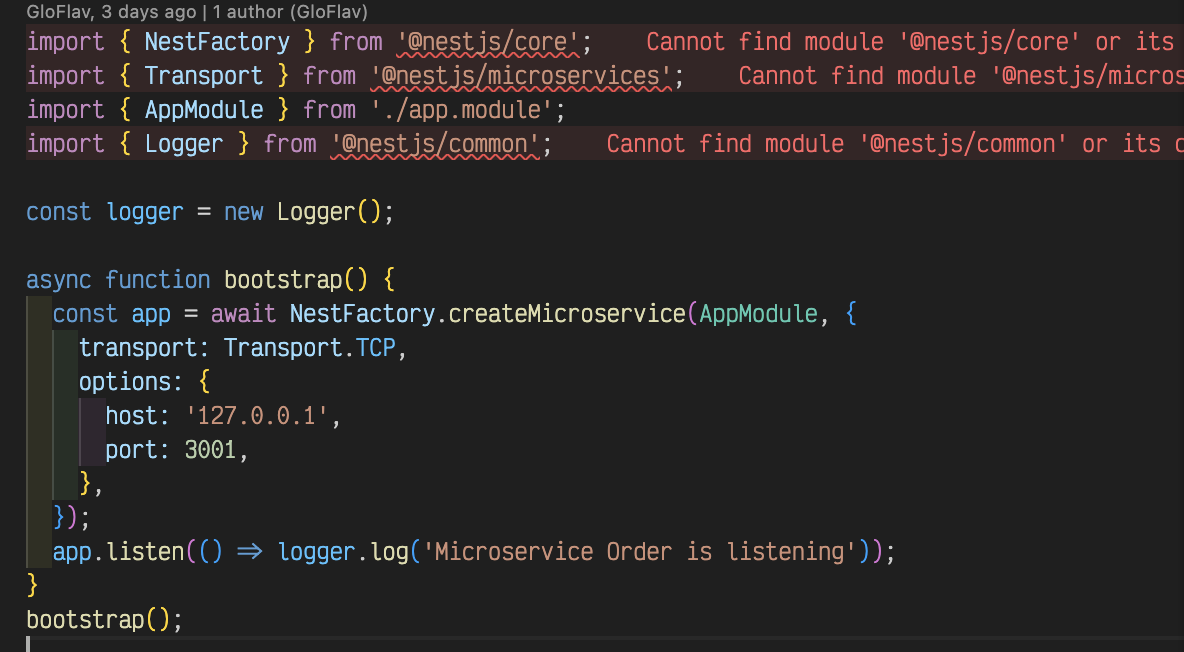 GloFlav, 3 days ago | 1 author (GloFlav)
import { NestFactory } from '@nestjs/core';    Cannot find module '@nestjs/core' or its
import { Transport } from '@nestjs/microservices';    Cannot find module '@nestjs/micros
import { AppModule } from './app.module';
import { Logger } from '@nestjs/common';    Cannot find module '@nestjs/common' or its c
const logger = new Logger();
async function bootstrap() {
  const app = await NestFactory.createMicroservice(AppModule, {
    transport: Transport.TCP,
    options: {
      host: '127.0.0.1',
      port: 3001,
    },
  });
  app.listen(() => logger.log('Microservice Order is listening'));
}
bootstrap();